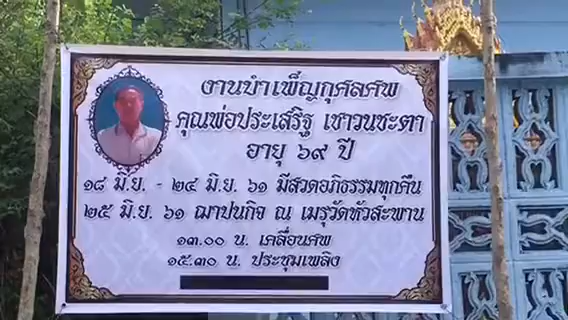 งานบำเพ็ญกุศลศพ
คุณพ่อประเสริฐ เชาวนชะตา
อายุ ๖๙ ปี
๑๘ มิ.ย. - ๒๔ มิ.ย. ๖๑ มีสวดอภิธรรมทุกคืน
๒๕ มิ.ย. ๖๑ ฌาปนกิจ ณ เมรุวัดหัวสะพาน
๑๓.๐๐ น. เคลื่อนศพ
๑๕.๓๐ น. ประชุมเพลิง